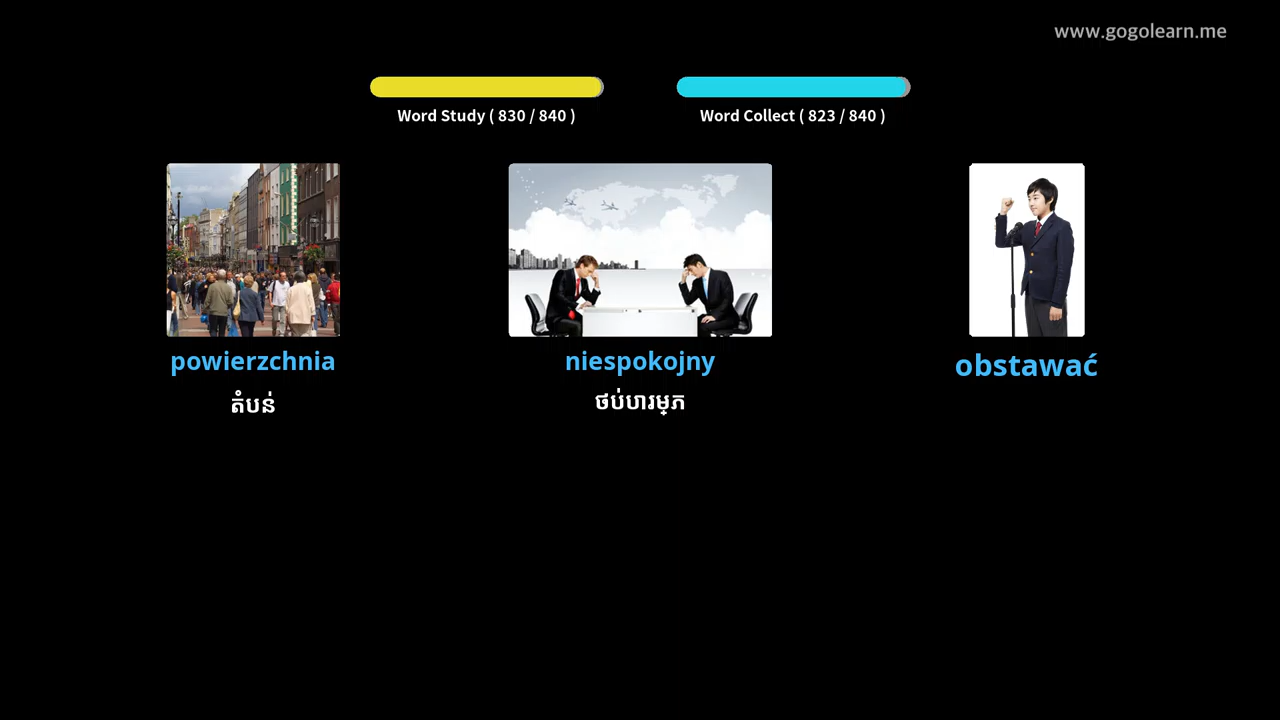 www.gogolearn.me
Word Study ( 830 / 840 )
Word Collect ( 823 / 840 )
powierzchnia
niespokojny
obstawać
តំបន់
ថប់បារម្ភ